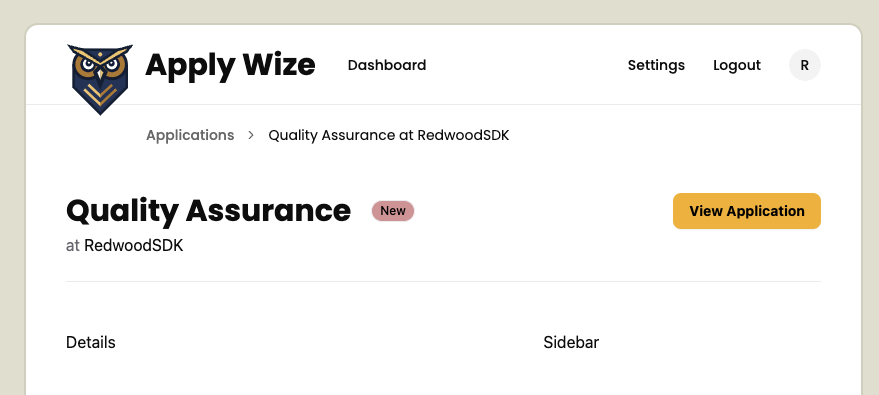 Apply Wize Dashboard Settings Logout R
Applications > Quality Assurance at RedwoodSDK
Quality Assurance New View Application
at RedwoodSDK
Details Sidebar